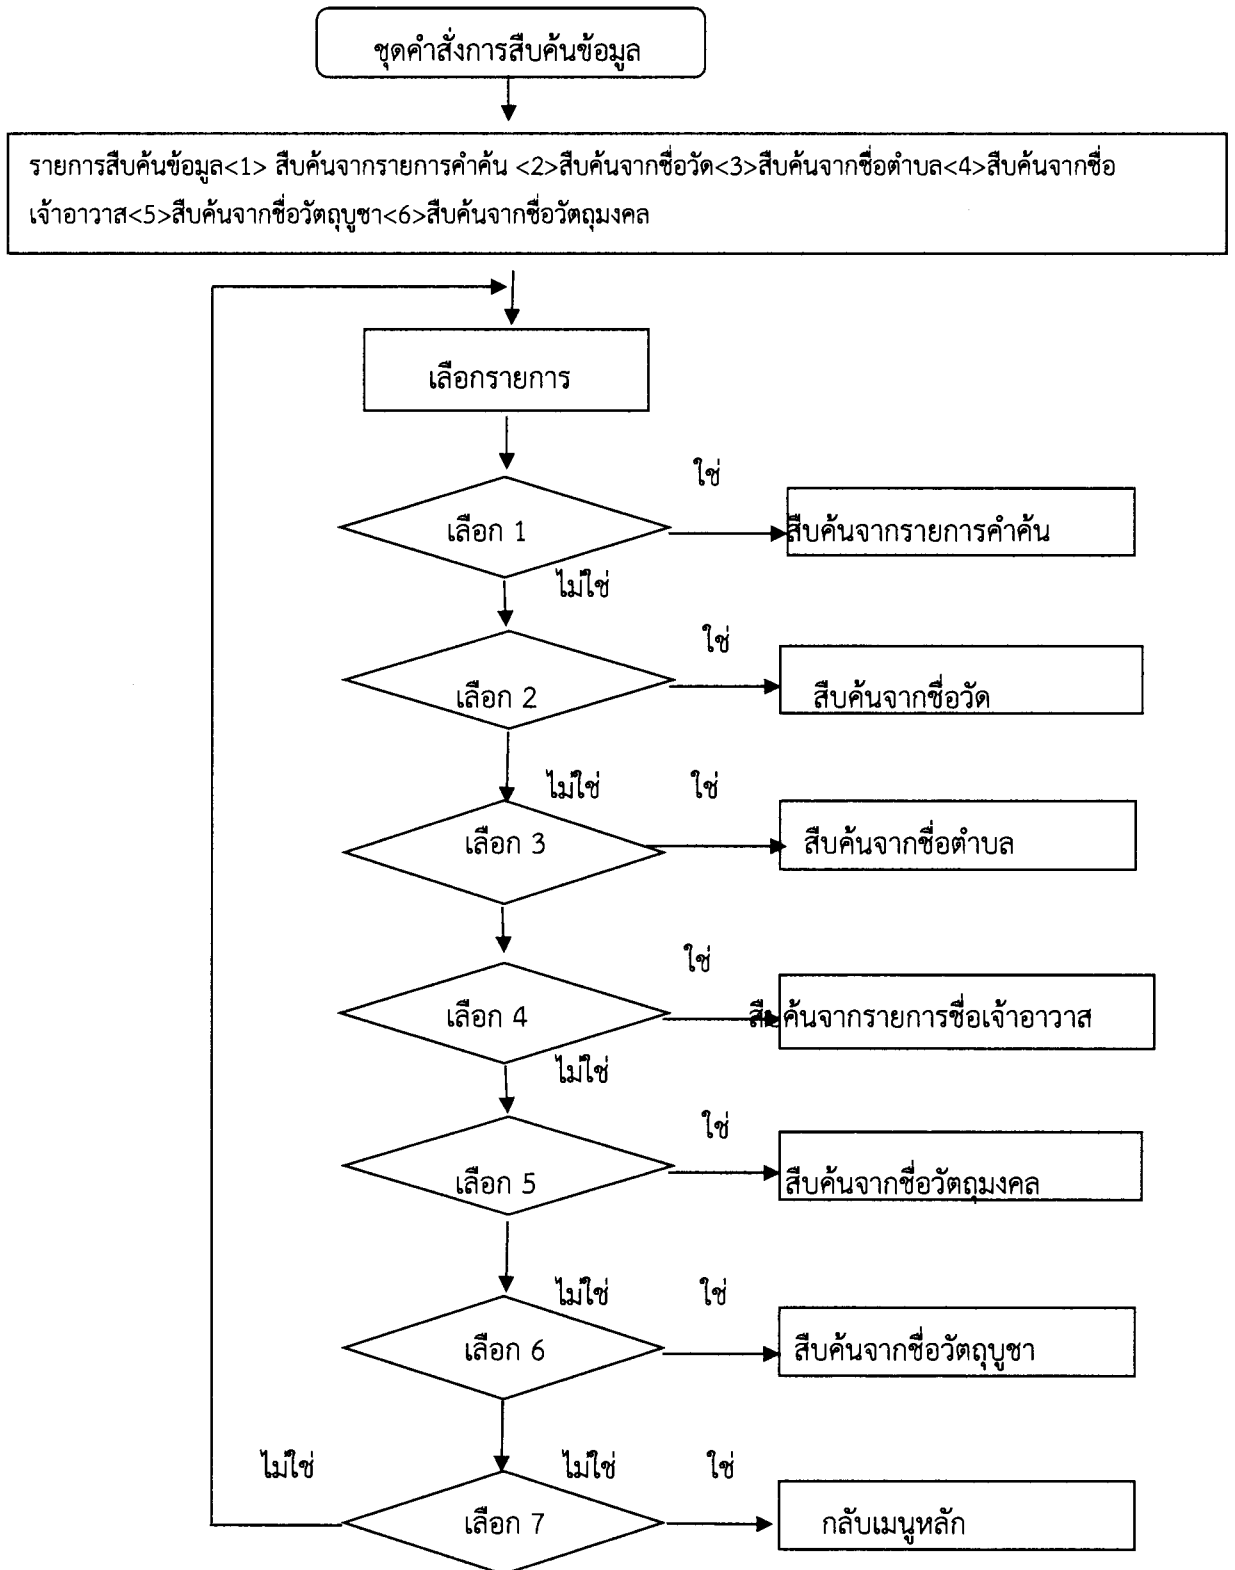 ชุดคำสั่งการสืบค้นข้อมูล
รายการสืบค้นข้อมูล<1> สืบค้นจากรายการคำค้น <2>สืบค้นจากชื่อวัด<3>สืบค้นจากชื่อตำบล<4>สืบค้นจากชื่อ
เจ้าอาวาส<5>สืบค้นจากชื่อวัตถุบูชา<6>สืบค้นจากชื่อวัตถุมงคล
เลือกรายการ
ใช่
เลือก 1
สืบค้นจากรายการคำค้น
ไม่ใช่
ใช่
เลือก 2
สืบค้นจากชื่อวัด
ไม่ใช่
ใช่
เลือก 3
สืบค้นจากชื่อตำบล
ใช่
เลือก 4
สืบค้นจากรายการชื่อเจ้าอาวาส
ไม่ใช่
ใช่
เลือก 5
สืบค้นจากชื่อวัตถุมงคล
ไม่ใช่
ใช่
เลือก 6
สืบค้นจากชื่อวัตถุบูชา
ไม่ใช่
ไม่ใช่
ใช่
เลือก 7
กลับเมนูหลัก